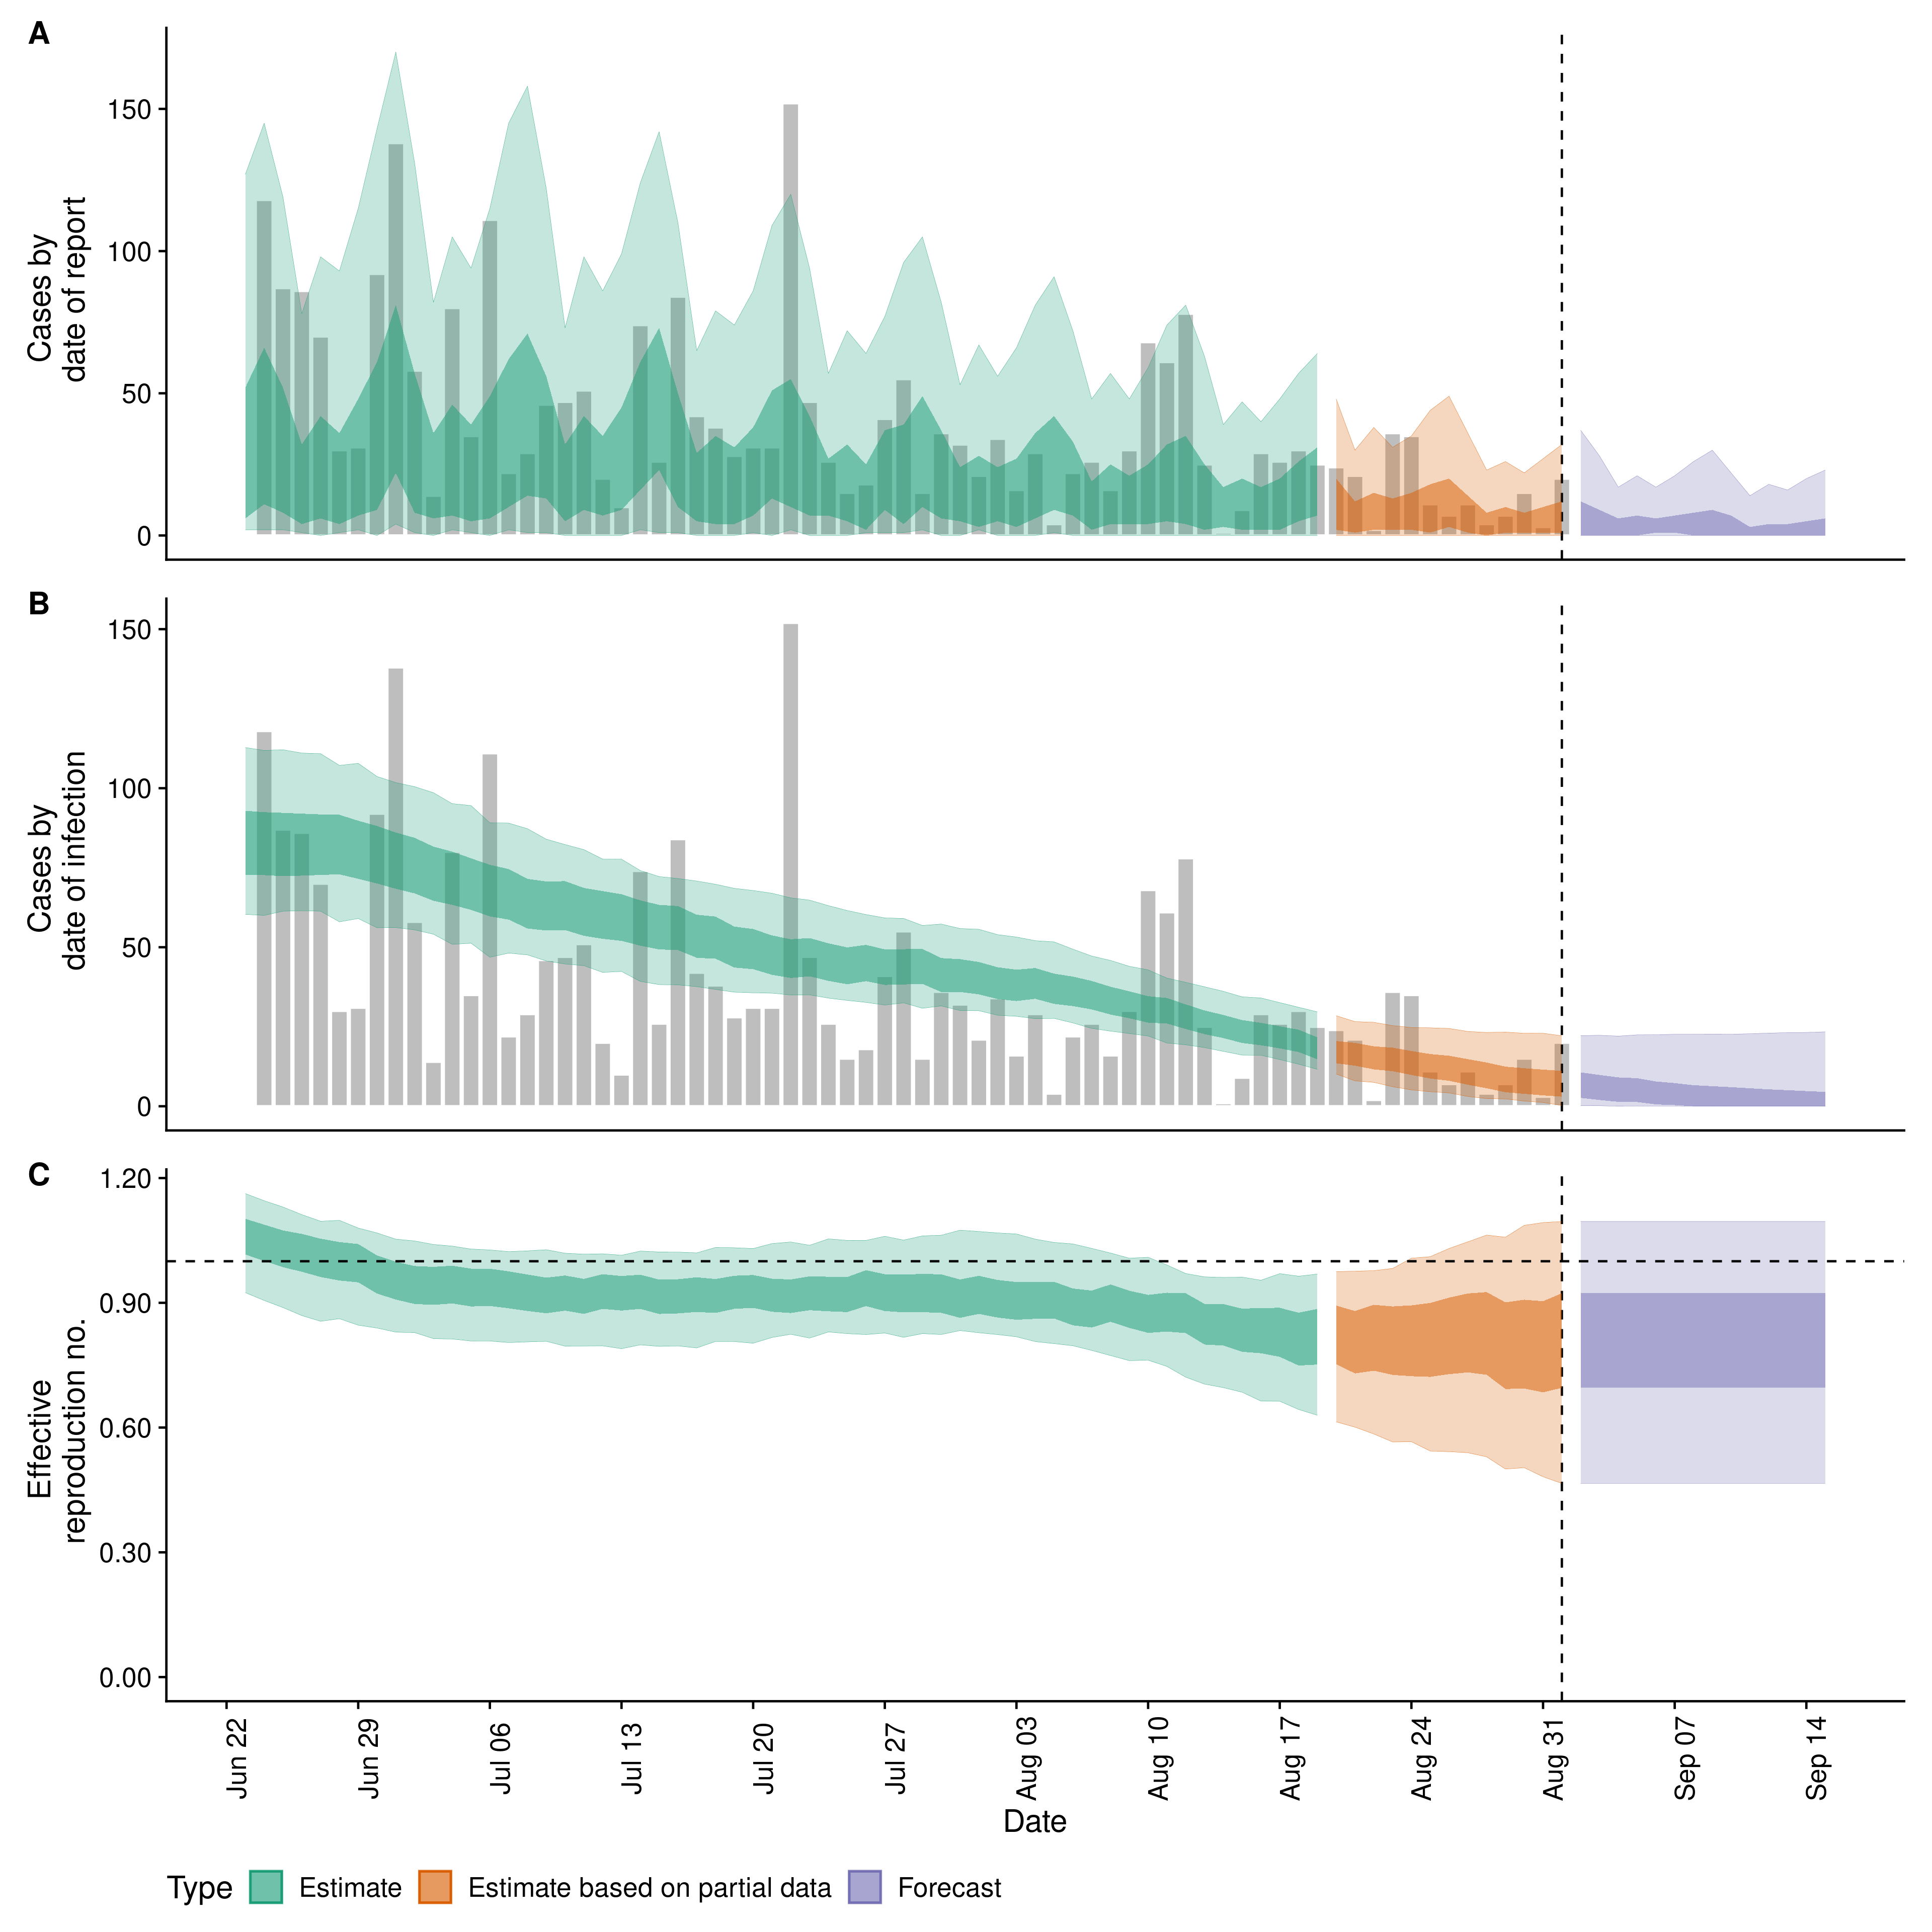 A
Cases by
date of report
150
100
50
0
B
Cases by
date of infection
150
100
50
0
C
Effective
reproduction no.
1.20
0.90
0.60
0.30
0.00
Jun 22
Jun 29
Jul 06
Jul 13
Jul 20
Jul 27
Aug 03
Aug 10
Aug 17
Aug 24
Aug 31
Sep 07
Sep 14
Date
Type Estimate Estimate based on partial data Forecast